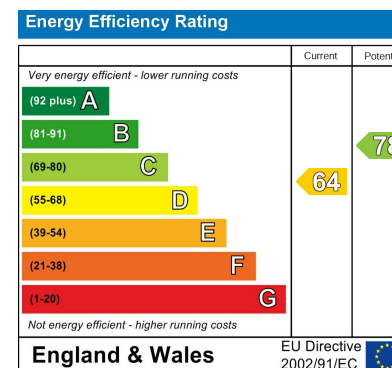 Energy Efficiency Rating
Current
Very energy efficient - lower running costs
(92 plus) A
(81-91) B
(69-80) C
(55-68) D
(39-54) E
(21-38) F
(1-20) G
64
Not energy efficient - higher running costs
England & Wales
EU Directive
2002/91/EC